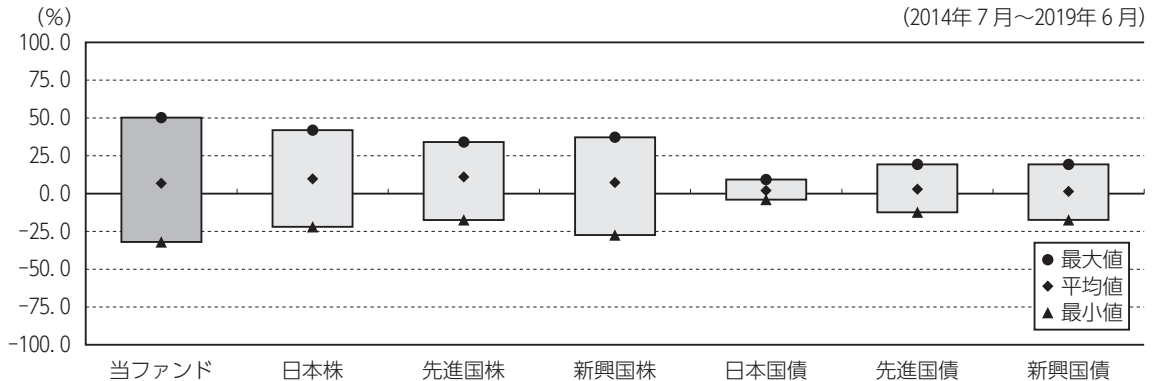 (%)
(2014年7月~2019年6月)
100.0
75.0
50.0
25.0
0.0
-25.0
-50.0
-75.0
-100.0
最大値
平均値
最小値
当ファンド 日本株 先進国株 新興国株 日本国債 先進国債 新興国債